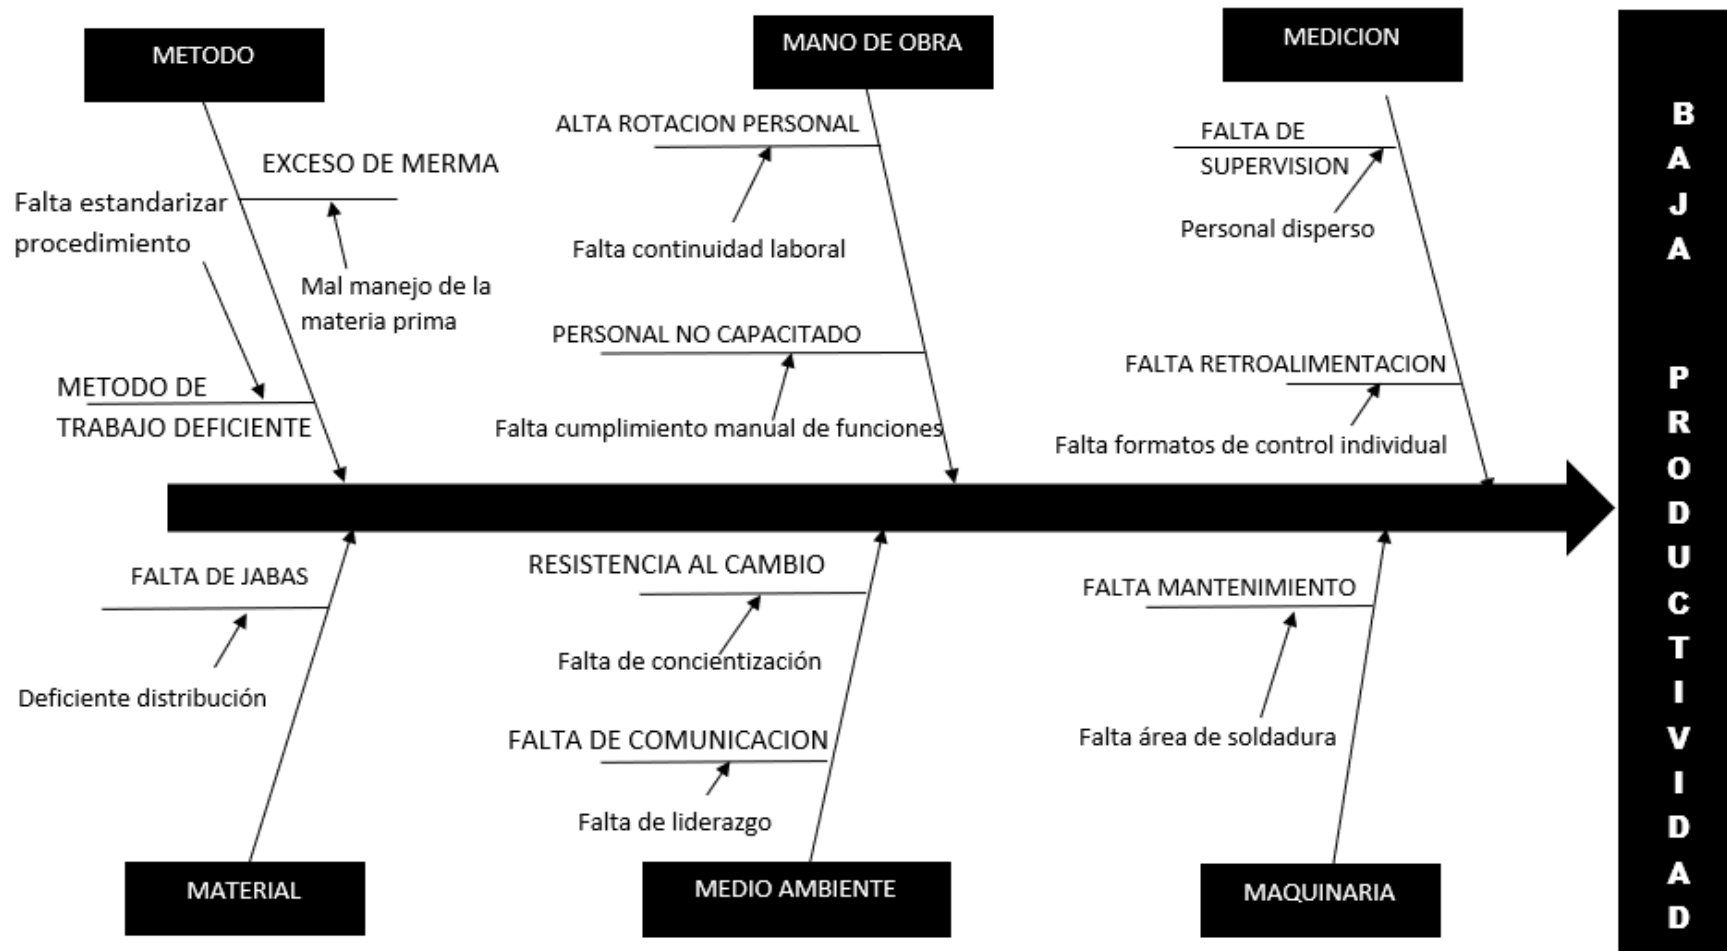 METODO
MANO DE OBRA
MEDICION
ALTA ROTACION PERSONAL
FALTA DE
SUPERVISION
EXCESO DE MERMA
Falta estandarizar
procedimiento
Personal disperso
Falta continuidad laboral
Mal manejo de la
materia prima
PERSONAL NO CAPACITADO
FALTA RETROALIMENTACION
METODO DE
TRABAJO DEFICIENTE
Falta cumplimiento manual de funciones
Falta formatos de control individual
FALTA DE JABAS
RESISTENCIA AL CAMBIO
FALTA MANTENIMIENTO
Falta de concientización
Deficiente distribución
FALTA DE COMUNICACION
Falta área de soldadura
Falta de liderazgo
MATERIAL
MEDIO AMBIENTE
MAQUINARIA
BAJA PRODUCTIVIDAD